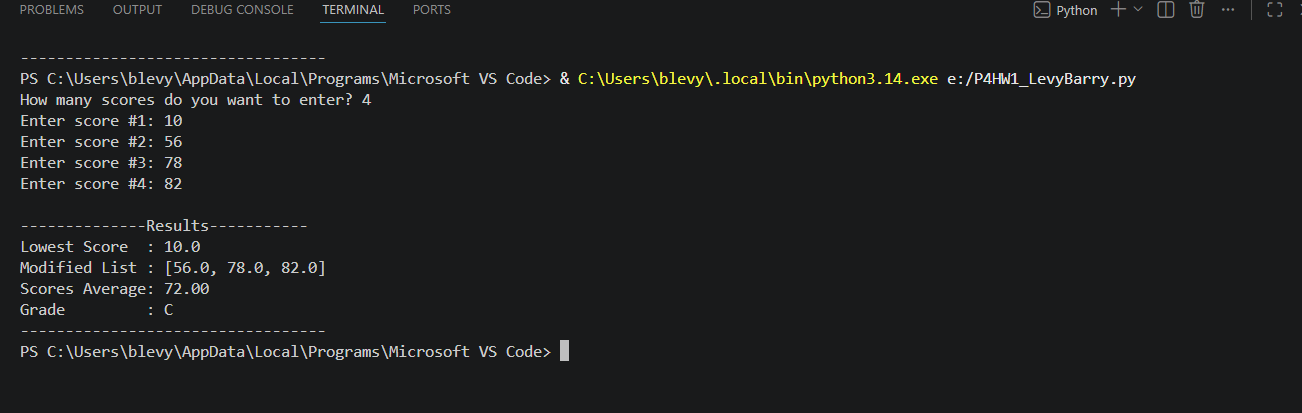 PROBLEMS OUTPUT DEBUG CONSOLE TERMINAL PORTS Python
----------------------------------
PS C:\Users\blevy\AppData\Local\Programs\Microsoft VS Code> & C:\Users\blevy\.local\bin\python3.14.exe e:/P4HW1_LevyBarry.py
How many scores do you want to enter? 4
Enter score #1: 10
Enter score #2: 56
Enter score #3: 78
Enter score #4: 82
--------------Results-----------
Lowest Score  : 10.0
Modified List : [56.0, 78.0, 82.0]
Scores Average: 72.00
Grade         : C
----------------------------------
PS C:\Users\blevy\AppData\Local\Programs\Microsoft VS Code>